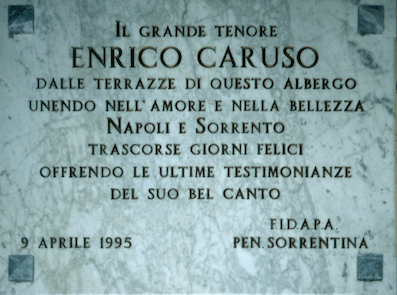 IL GRANDE TENORE
ENRICO CARUSO
DALLE TERRAZZE DI QUESTO ALBERGO
UNENDO NELL'AMORE E NELLA BELLEZZA
NAPOLI E SORRENTO
TRASCORSE GIORNI FELICI
OFFRENDO LE ULTIME TESTIMONIANZE
DEL SUO BEL CANTO
F.I.D.A.P.A.
9 APRILE 1995 PEN. SORRENTINA